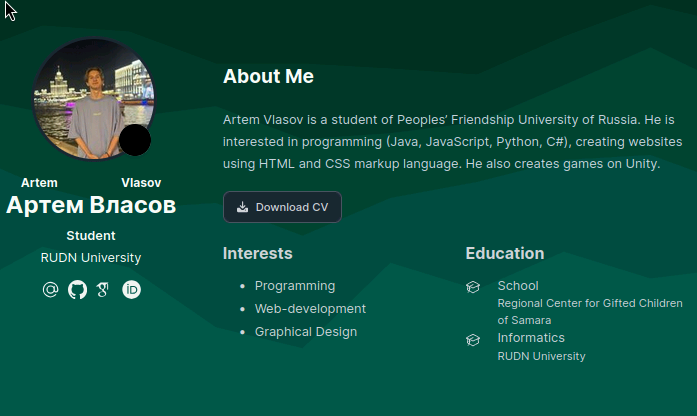 Artem Vlasov
Артем Власов
Student
RUDN University
iD
About Me
Artem Vlasov is a student of Peoples’ Friendship University of Russia. He is
interested in programming (Java, JavaScript, Python, C#), creating websites
using HTML and CSS markup language. He also creates games on Unity.
Download CV
Interests
Programming
Web-development
Graphical Design
Education
School
Regional Center for Gifted Children
of Samara
Informatics
RUDN University